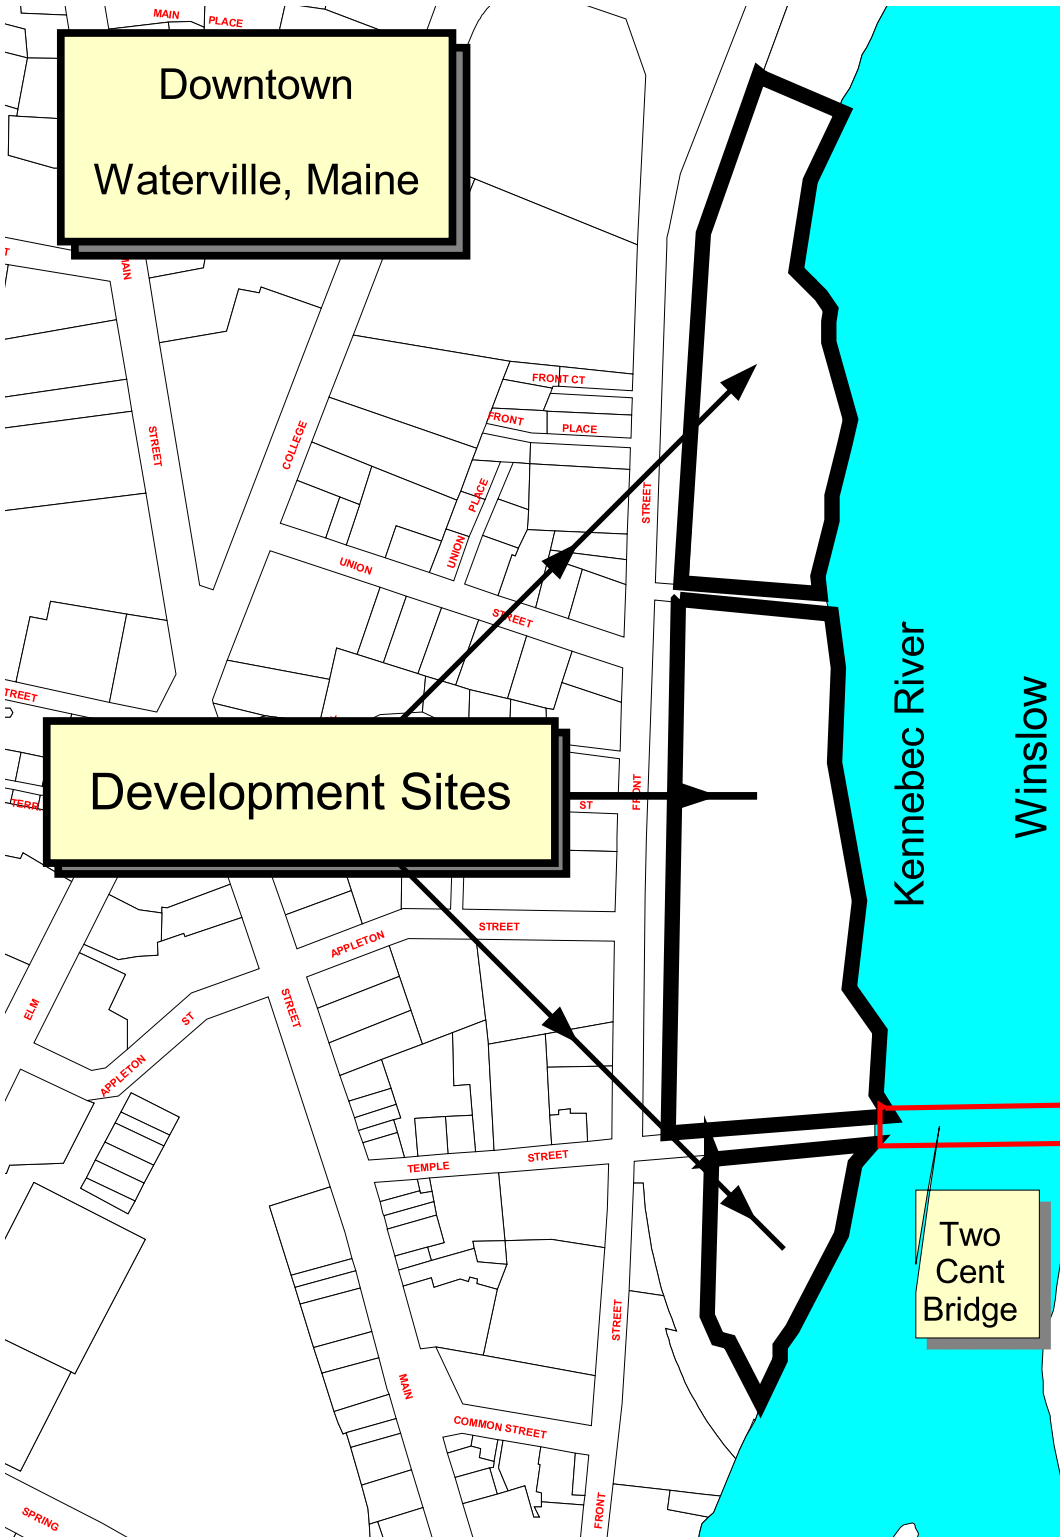 MAIN PLACE
Downtown
Waterville, Maine
MAIN
STREET
COLLEGE
FRONT CT
FRONT PLACE
UNION PLACE
STREET
UNION STREET
STREET
Kennebec River
Winslow
Development Sites
TERR
ST
FRONT
APPLETON STREET
ELM
APPLETON ST
STREET
TEMPLE STREET
Two
Cent
Bridge
STREET
MAIN
COMMON STREET
FRONT
SPRING